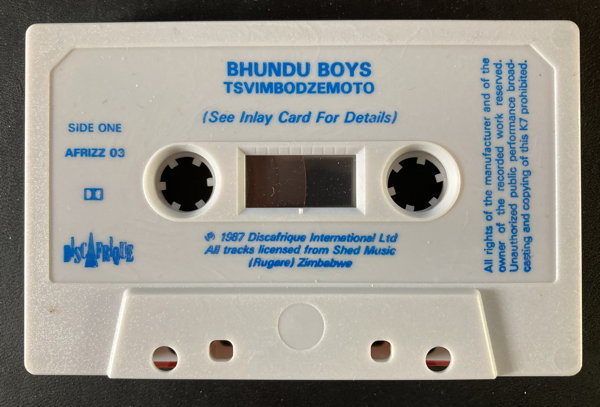 BHUNDU BOYS
TSVIMBODZEMOTO
(See Inlay Card For Details)
SIDE ONE
AFRIZZ 03
DISCAFRIQUE
℗ 1987 Discafrique International Ltd
All tracks licensed from Shed Music
(Rugare) Zimbabwe
All rights of the manufacturer and of the
owner of the recorded work reserved.
Unauthorized public performance broad-
casting and copying of this K7 prohibited.